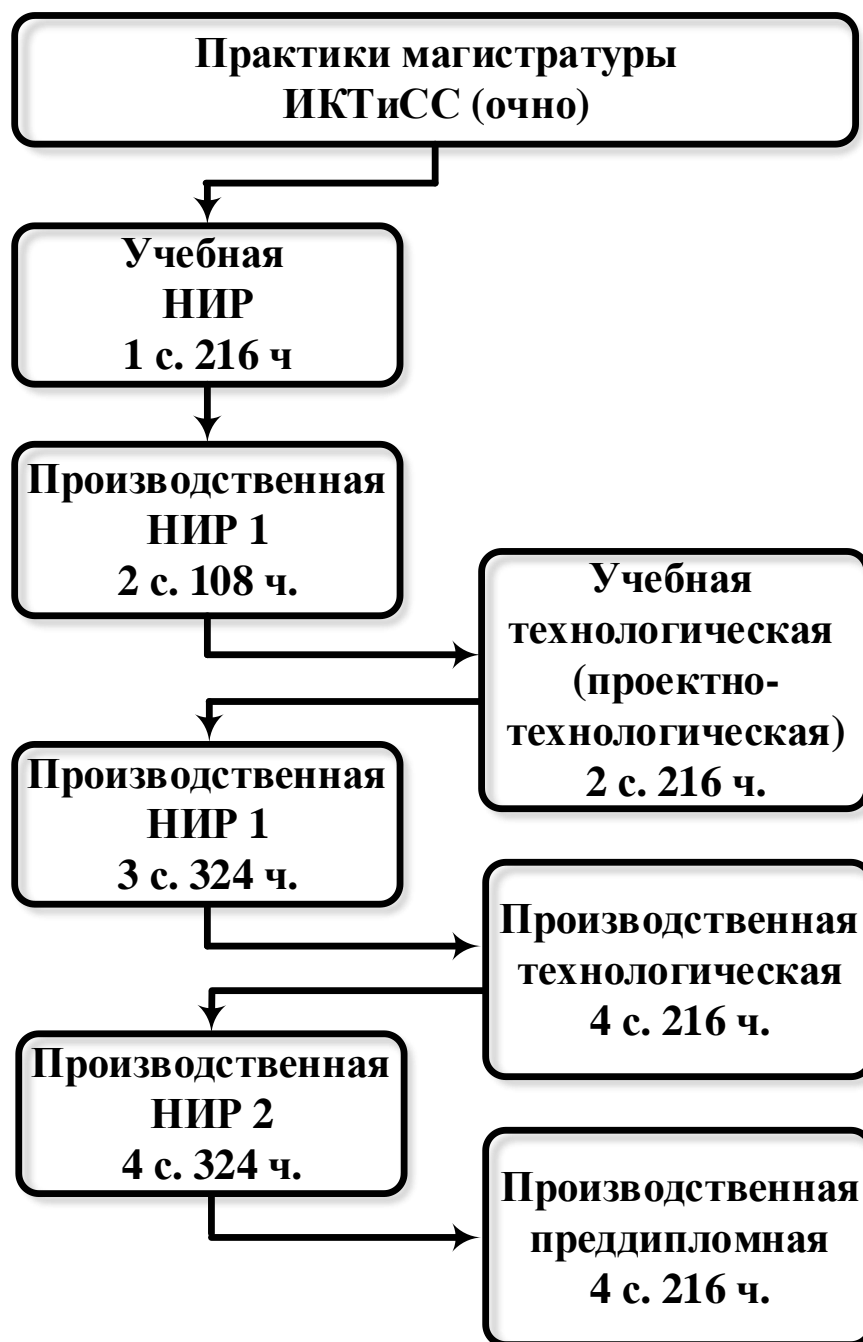 Практики магистратуры
ИКТиСС (очно)
Учебная
НИР
1 с. 216 ч
Производственная
НИР 1
2 с. 108 ч.
Учебная
технологическая
(проектно-
технологическая)
2 с. 216 ч.
Производственная
НИР 1
3 с. 324 ч.
Производственная
технологическая
4 с. 216 ч.
Производственная
НИР 2
4 с. 324 ч.
Производственная
преддипломная
4 с. 216 ч.